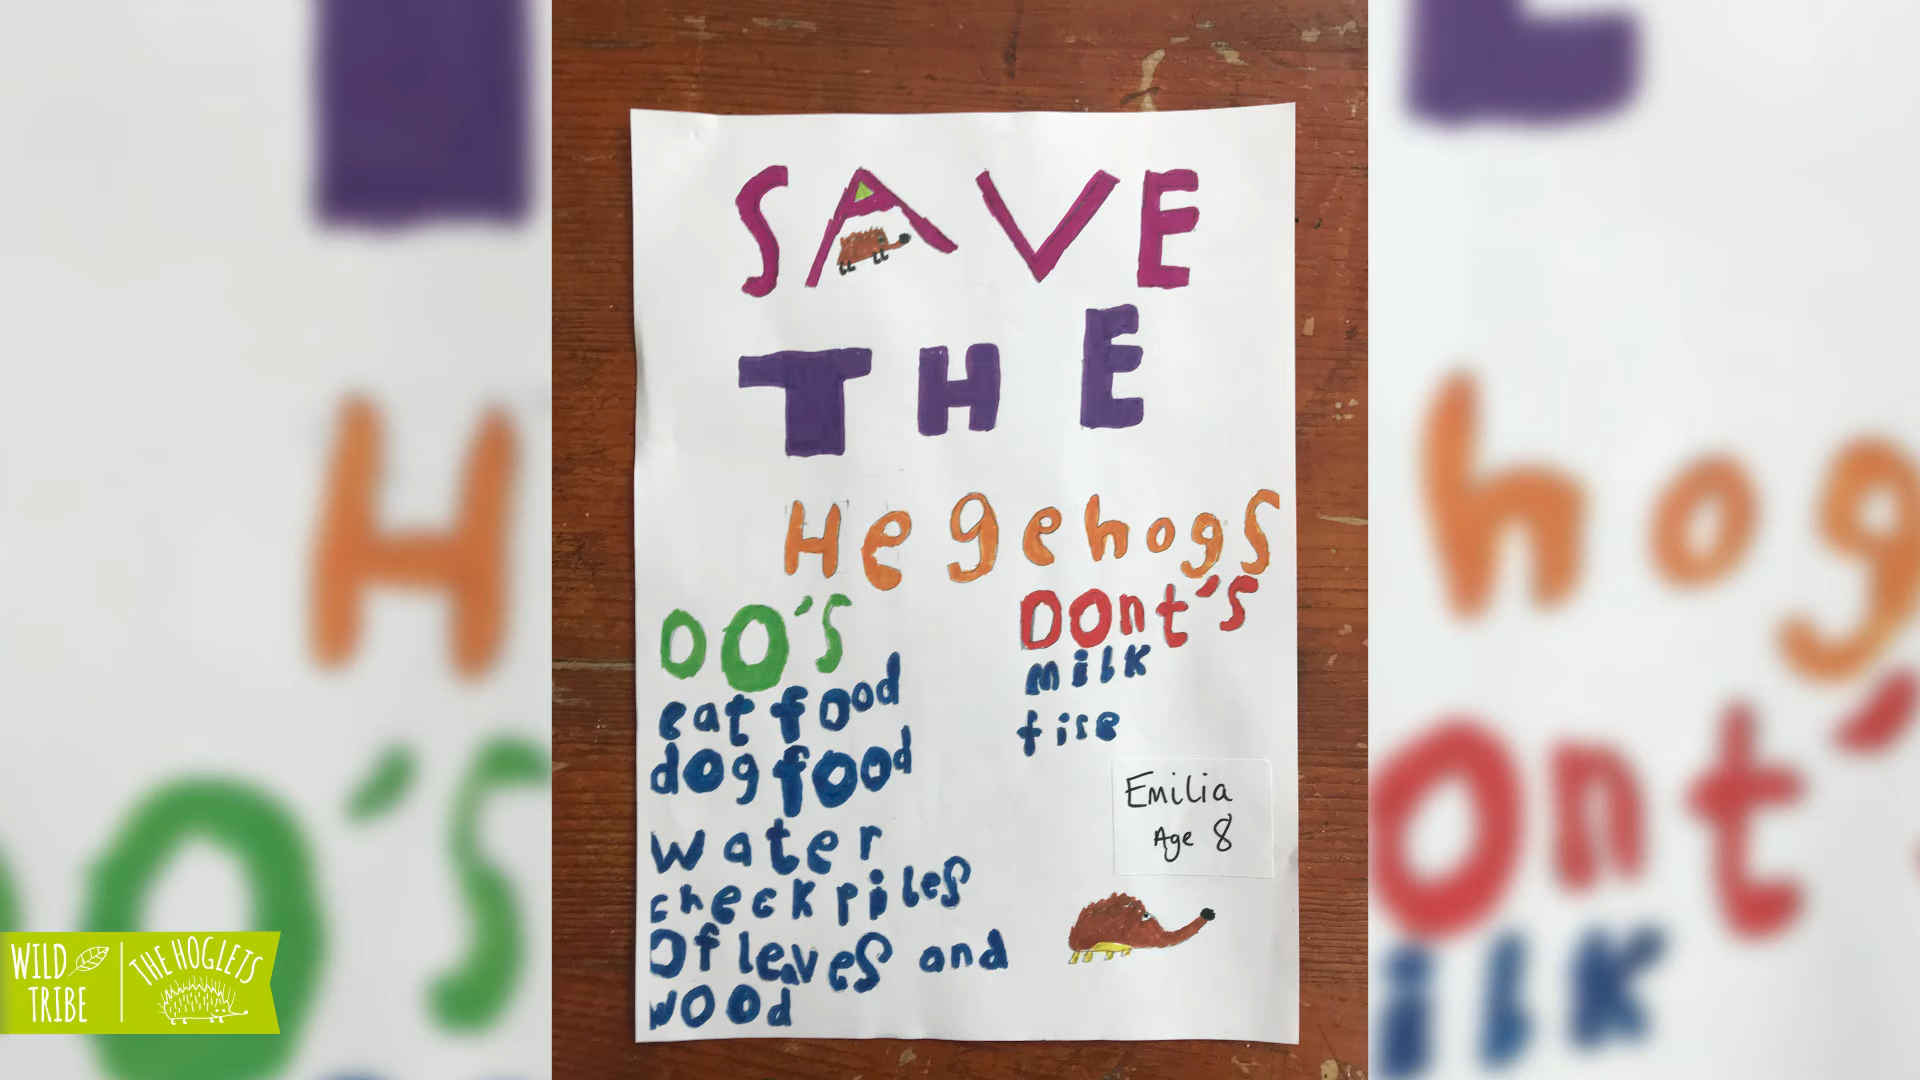 SAVE
THE
Hegehogs
DO'S
eat food
dog food
water
check piles
Of leaves and
wood
DOnt's
milk
fire
Emilia
Age 8
WILD TRIBE
THE HOGLETS